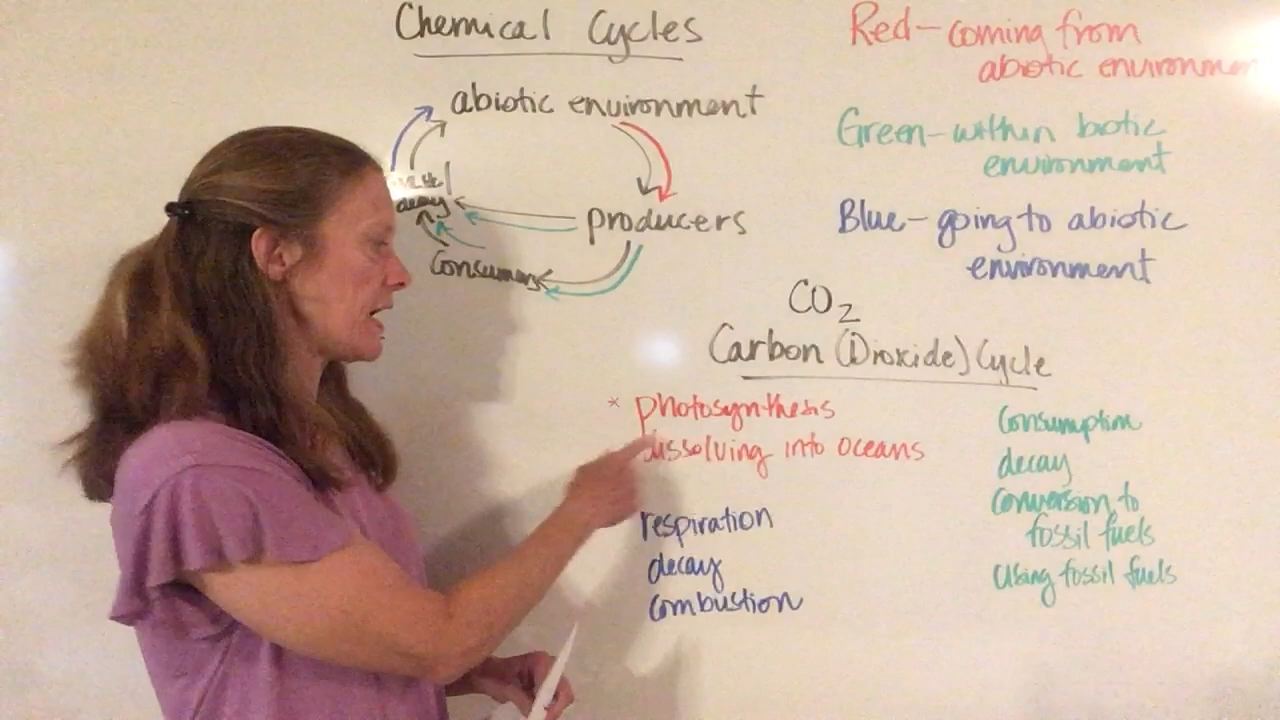 Chemical Cycles
abiotic environment
decay
producers
Consumers
Red-coming from
abiotic environmen
Green-within biotic
environment
Blue-going to abiotic
environment
CO2
Carbon (Dioxide) Cycle
* photosynthesis
dissolving into oceans
respiration
decay
combustion
Consumption
decay
conversion to
fossil fuels
using fossil fuels